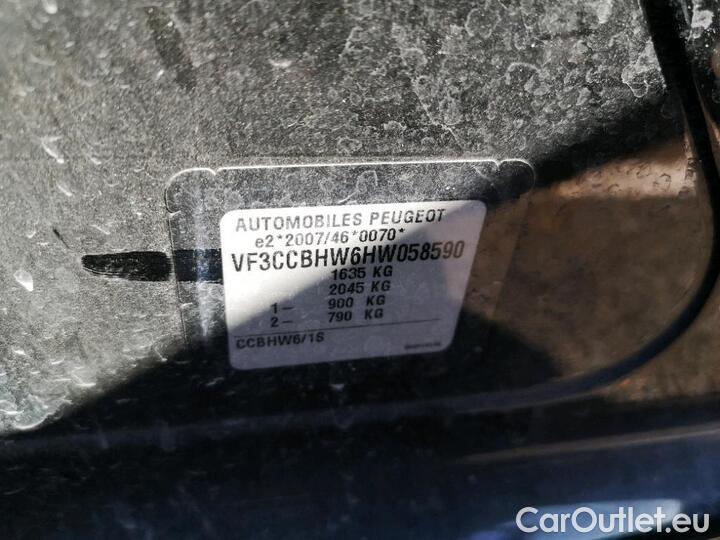 AUTOMOBILES PEUGEOT
e2*2007/46*0070*
VF3CCBHW6HW058590
1635 KG
2045 KG
1- 900 KG
2- 790 KG
CCBHW6/1S
CarOutlet.eu